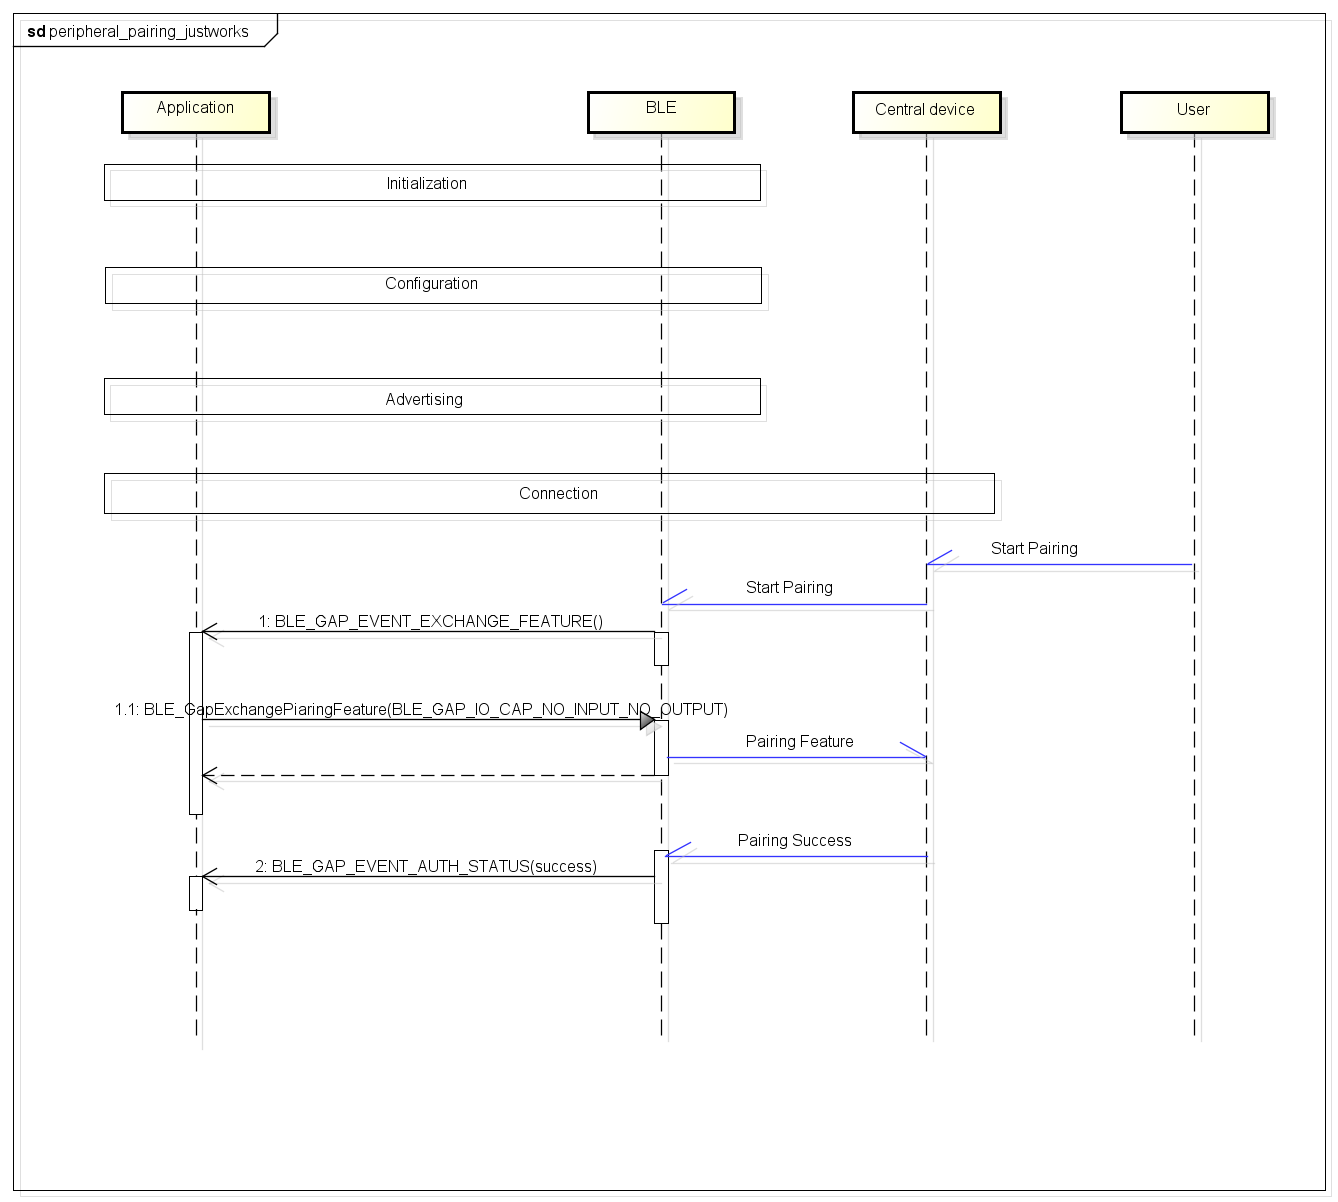 sd peripheral_pairing_justworks
Application
BLE
Central device
User
Initialization
Configuration
Advertising
Connection
Start Pairing
Start Pairing
1: BLE_GAP_EVENT_EXCHANGE_FEATURE()
1.1: BLE_GapExchangePiaringFeature(BLE_GAP_IO_CAP_NO_INPUT_NO_OUTPUT)
Pairing Feature
Pairing Success
2: BLE_GAP_EVENT_AUTH_STATUS(success)